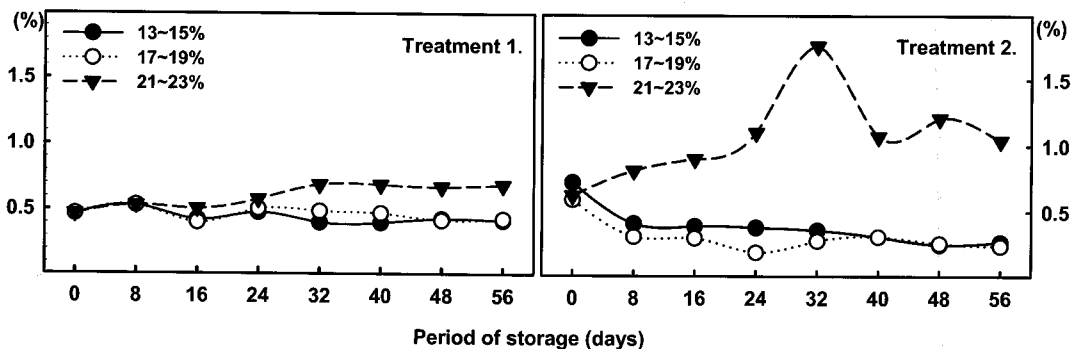 (%)
13~15%
17~19%
21~23%
Treatment 1.
1.5
1.0
0.5
0 8 16 24 32 40 48 56
13~15%
17~19%
21~23%
Treatment 2.
(%)
1.5
1.0
0.5
0 8 16 24 32 40 48 56
Period of storage (days)